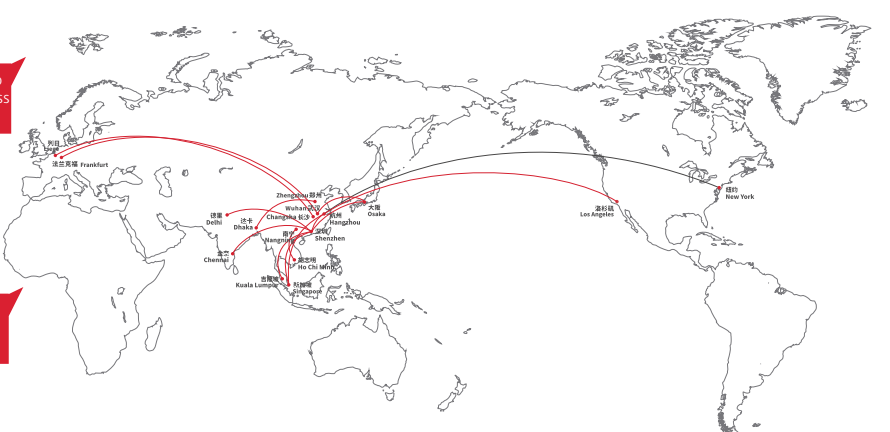 SS
列日
Liege
法兰克福 Frankfurt
Zhengzhou 郑州
Wuhan 武汉
Changsha 长沙
杭州
Hangzhou
大阪
Osaka
德里
Delhi
达卡
Dhaka
南宁
Nanning
深圳
Shenzhen
金奈
Chennai
胡志明
Ho Chi Minh
吉隆坡
Kuala Lumpur
新加坡
Singapore
洛杉矶
Los Angeles
纽约
New York